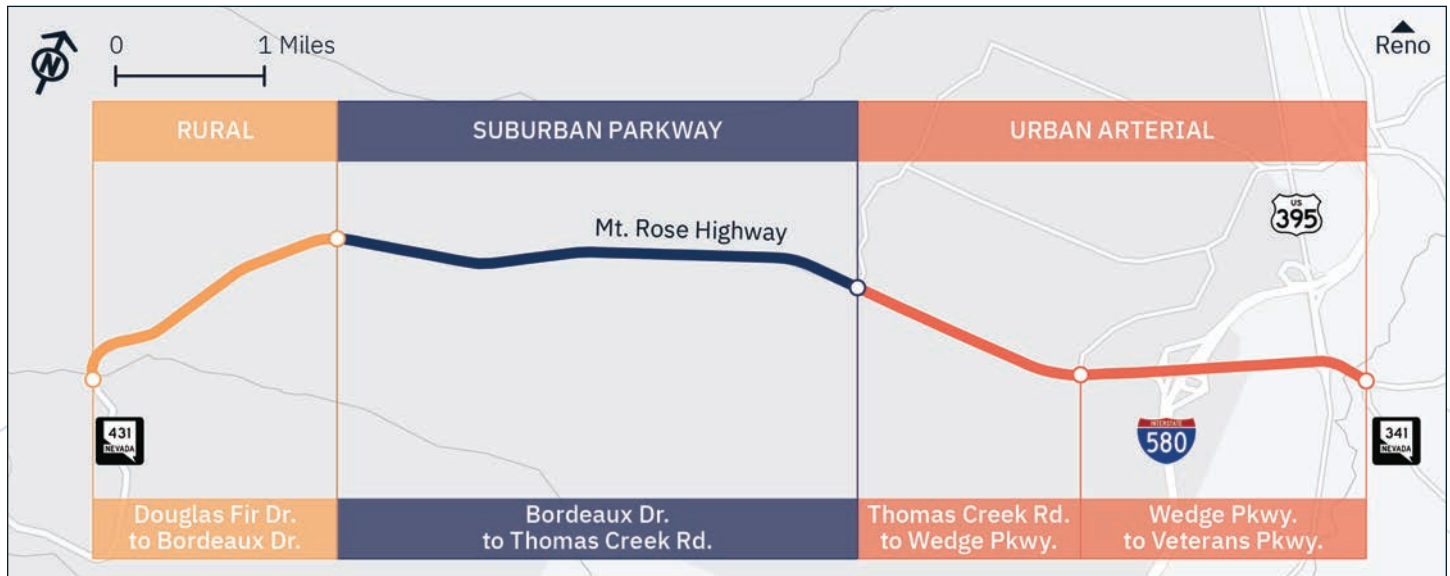 N
0
1 Miles
Reno
RURAL
SUBURBAN PARKWAY
URBAN ARTERIAL
US
395
Mt. Rose Highway
431
NEVADA
INTERSTATE
580
341
NEVADA
Douglas Fir Dr.
to Bordeaux Dr.
Bordeaux Dr.
to Thomas Creek Rd.
Thomas Creek Rd.
to Wedge Pkwy.
Wedge Pkwy.
to Veterans Pkwy.